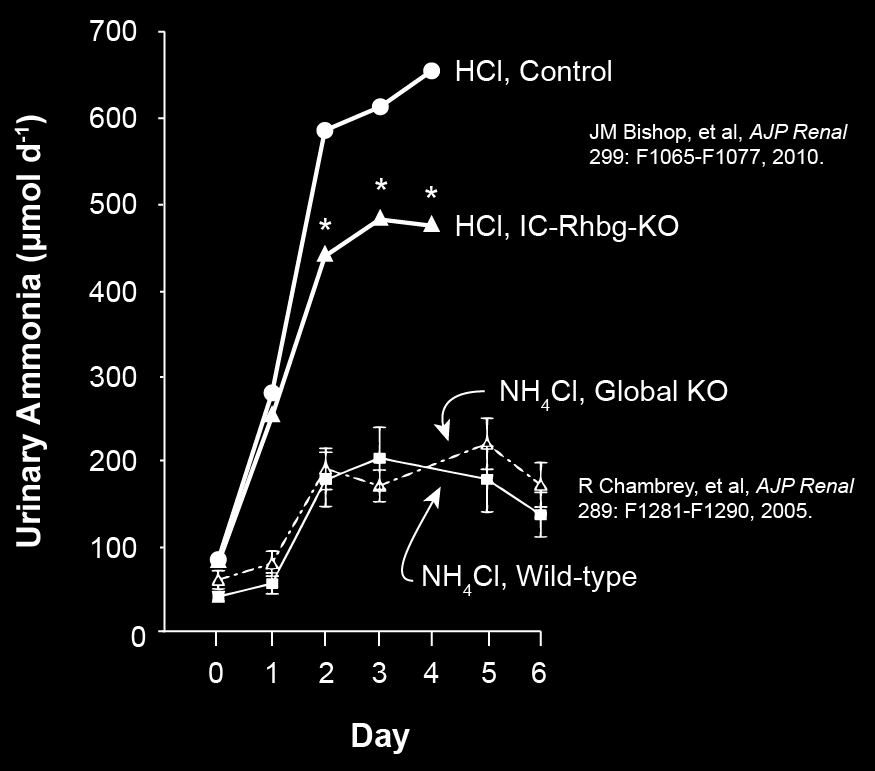 700
600
500
400
300
200
100
0
Urinary Ammonia (µmol d-1)
HCl, Control
JM Bishop, et al, AJP Renal
299: F1065-F1077, 2010.
* * *
HCl, IC-Rhbg-KO
NH4Cl, Global KO
R Chambrey, et al, AJP Renal
289: F1281-F1290, 2005.
NH4Cl, Wild-type
0 1 2 3 4 5 6
Day